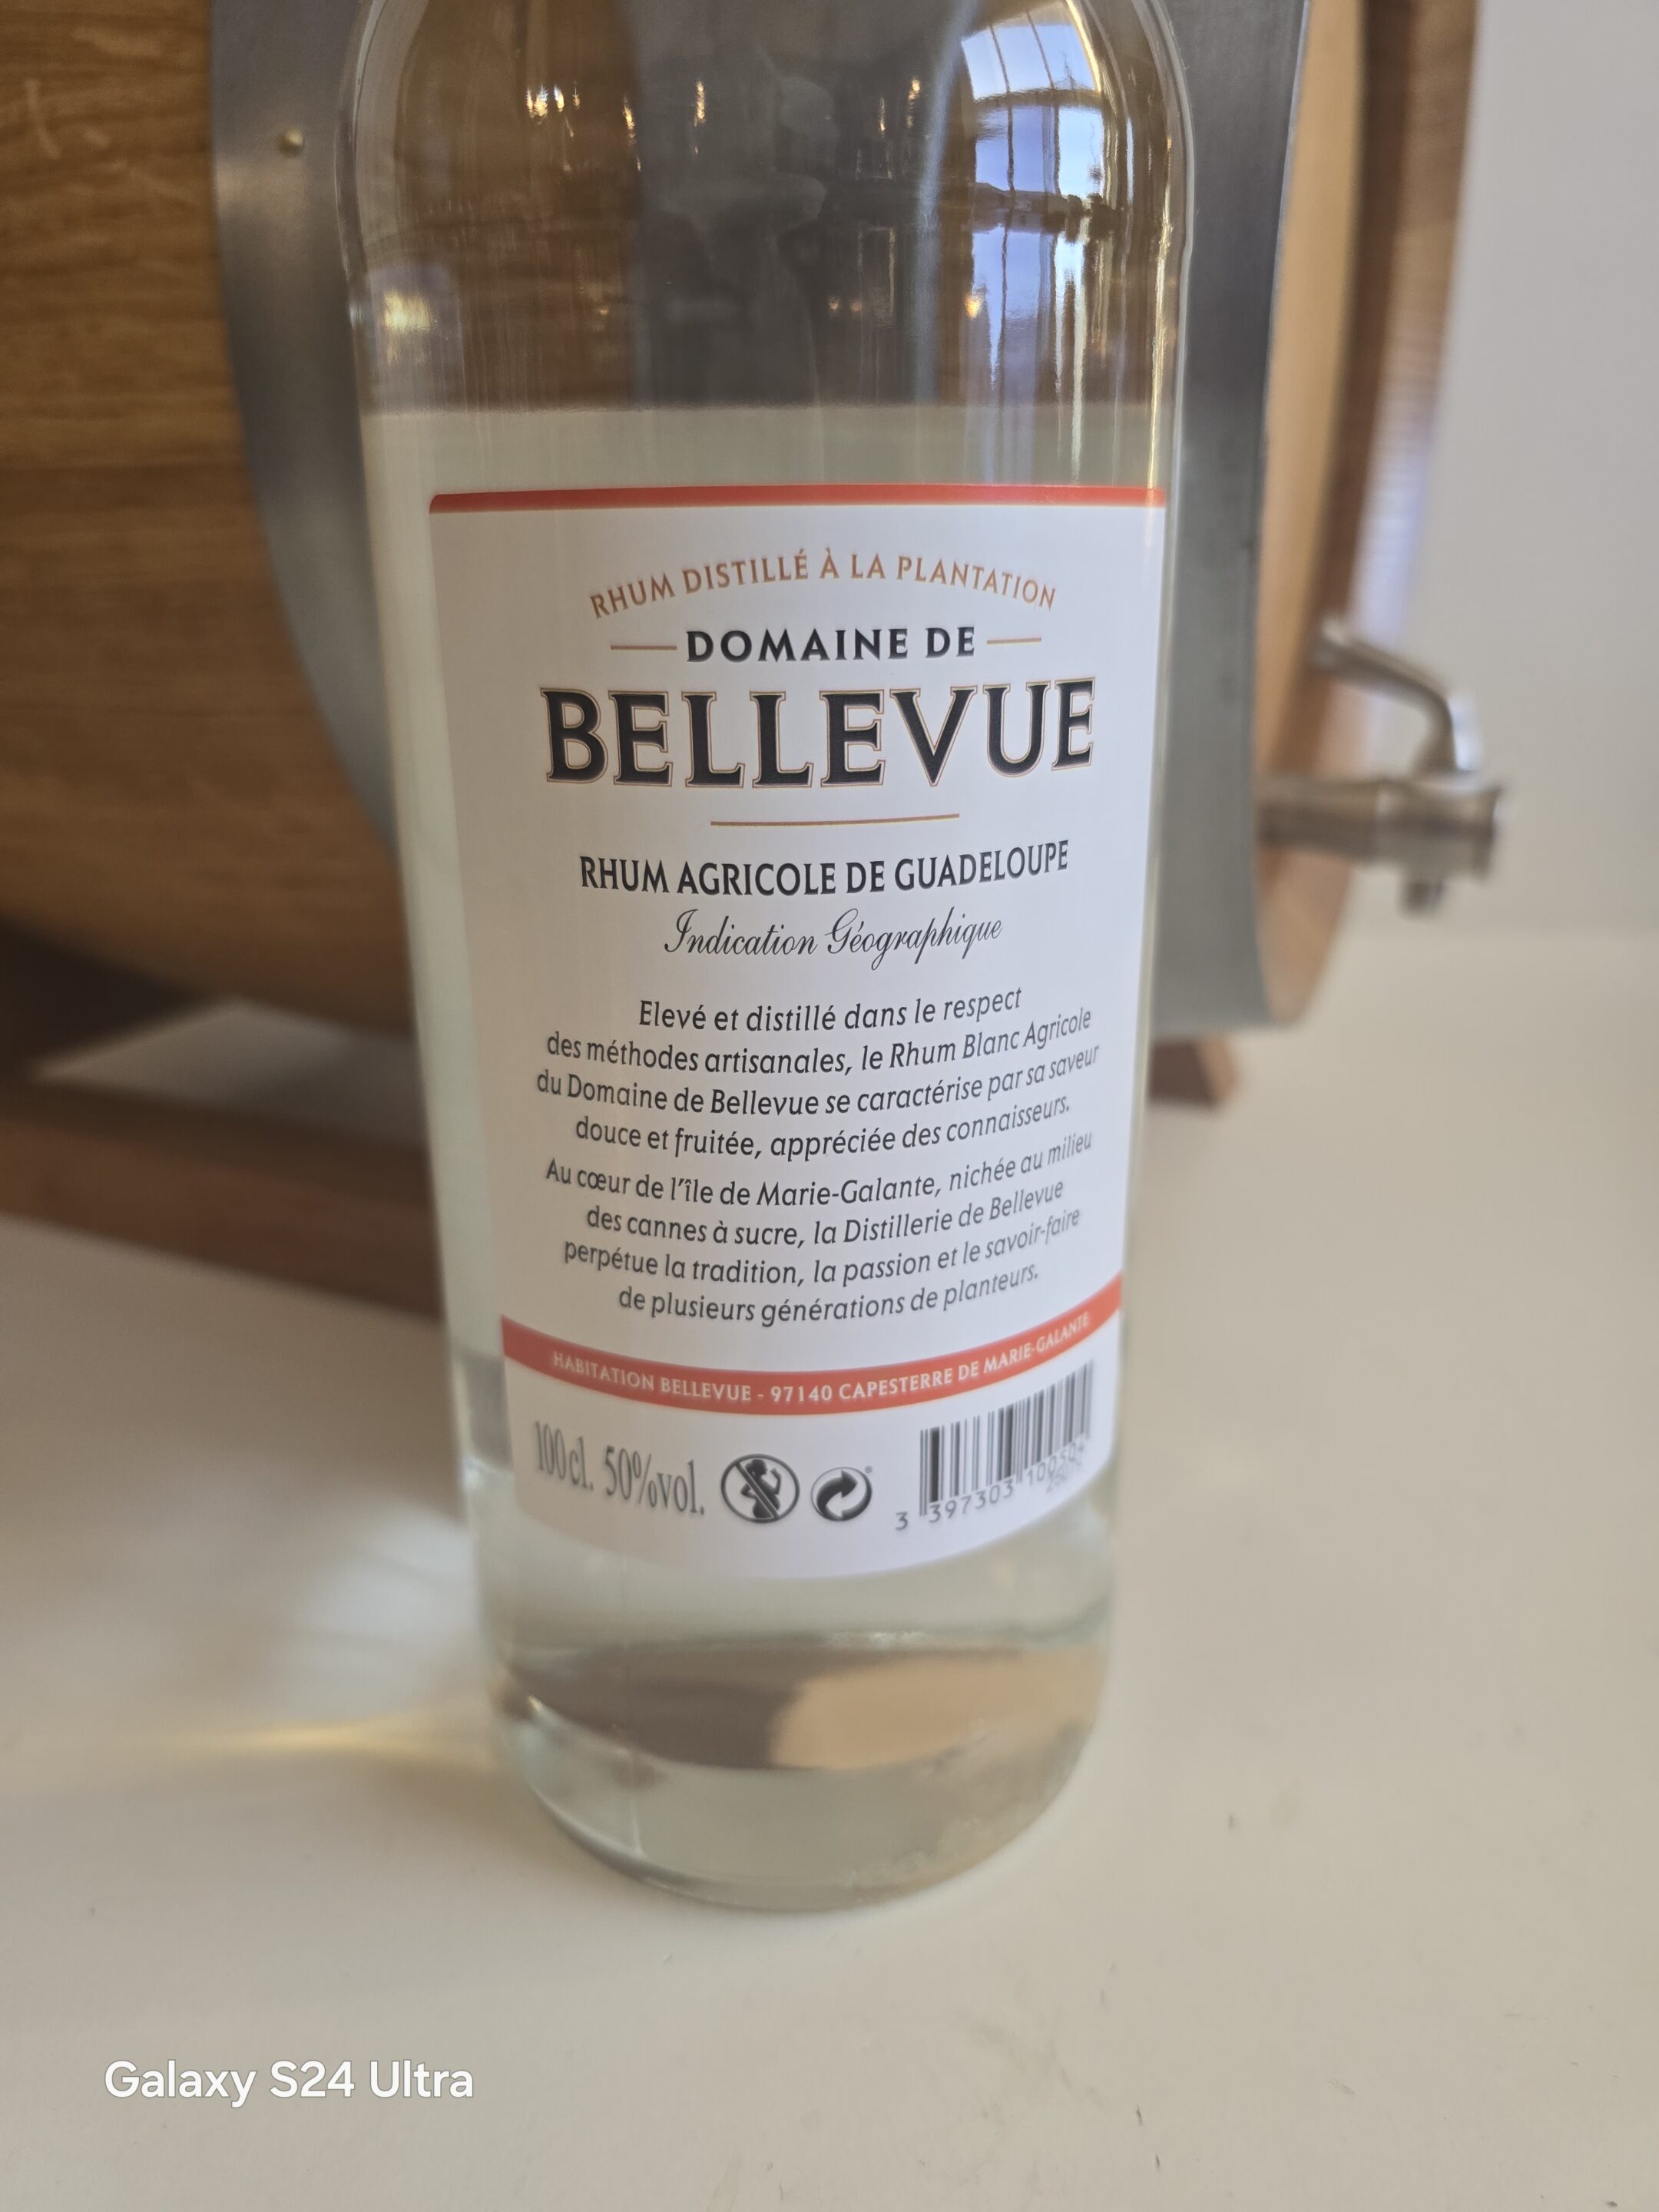 RHUM DISTILLÉ À LA PLANTATION
DOMAINE DE
BELLEVUE
RHUM AGRICOLE DE GUADELOUPE
Indication Géographique
Elevé et distillé dans le respect
des méthodes artisanales, le Rhum Blanc Agricole
du Domaine de Bellevue se caractérise par sa saveur
douce et fruitée, appréciée des connaisseurs.
Au cœur de l'île de Marie-Galante, nichée au milieu
des cannes à sucre, la Distillerie de Bellevue
perpétue la tradition, la passion et le savoir-faire
de plusieurs générations de planteurs.
HABITATION BELLEVUE - 97140 CAPESTERRE DE MARIE-GALANTE
100cl. 50%vol.
3 397303
Galaxy S24 Ultra